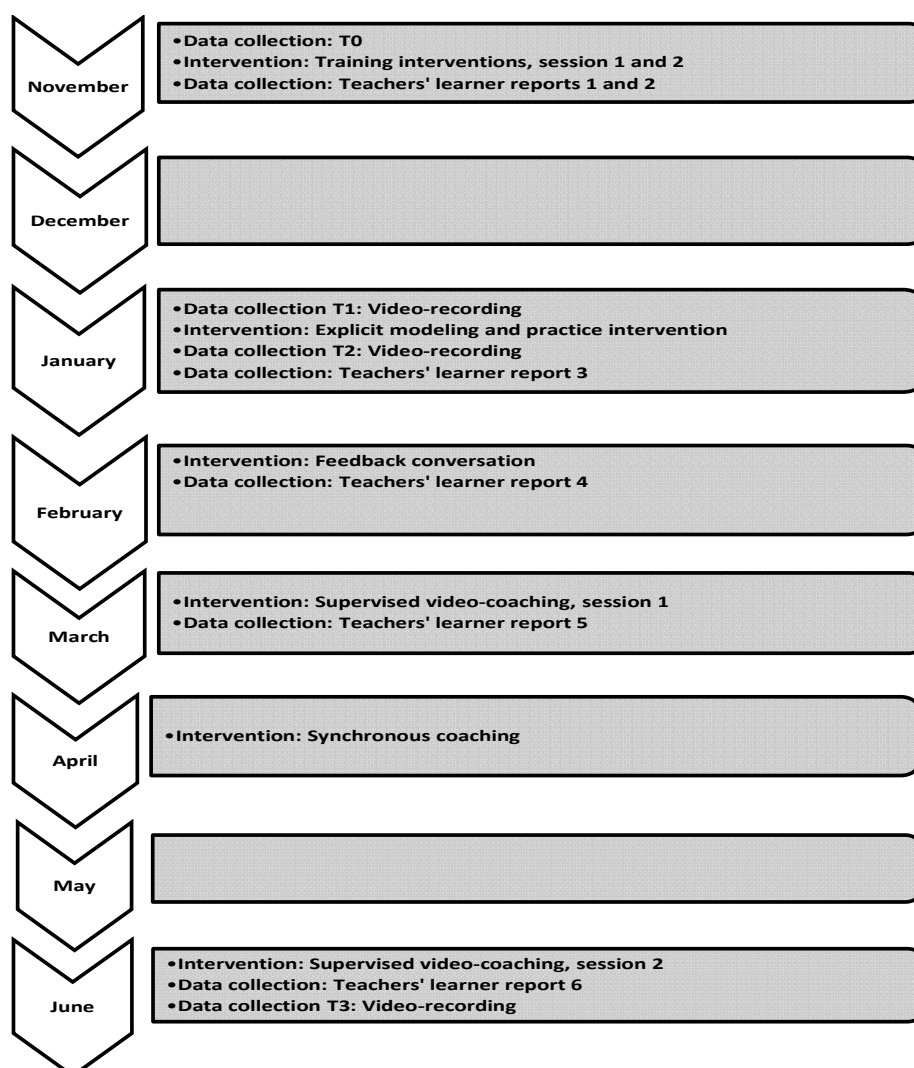 November
•Data collection: T0
•Intervention: Training interventions, session 1 and 2
•Data collection: Teachers' learner reports 1 and 2
December
January
•Data collection T1: Video-recording
•Intervention: Explicit modeling and practice intervention
•Data collection T2: Video-recording
•Data collection: Teachers' learner report 3
February
•Intervention: Feedback conversation
•Data collection: Teachers' learner report 4
March
•Intervention: Supervised video-coaching, session 1
•Data collection: Teachers' learner report 5
April
•Intervention: Synchronous coaching
May
June
•Intervention: Supervised video-coaching, session 2
•Data collection: Teachers' learner report 6
•Data collection T3: Video-recording